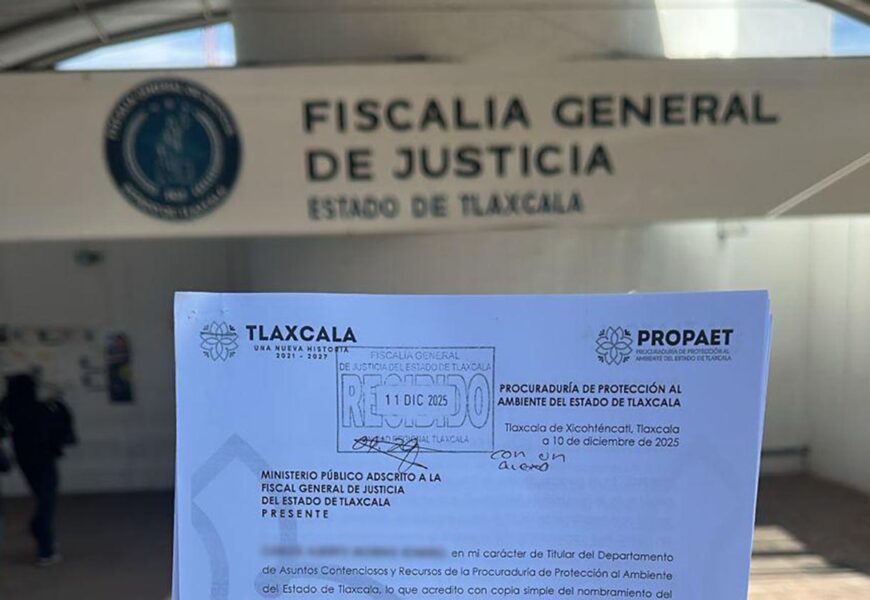 FISCALIA GENERAL
DE JUSTICIA
ESTADO DE TLAXCALA
TLAXCALA
UNA NUEVA HISTORIA
2021 - 2027
PROPAET
PROCURADURÍA DE PROTECCIÓN AL
AMBIENTE DEL ESTADO DE TLAXCALA
FISCALIA GENERAL
DE JUSTICIA DEL ESTADO DE TLAXCALA
RECIBIDO
11 DIC 2025
TLAXCALA
PROCURADURÍA DE PROTECCIÓN AL
AMBIENTE DEL ESTADO DE TLAXCALA
Tlaxcala de Xicohténcatl, Tlaxcala
a 10 de diciembre de 2025
con un
anexo
MINISTERIO PÚBLICO ADSCRITO A LA
FISCAL GENERAL DE JUSTICIA
DEL ESTADO DE TLAXCALA
P R E S E N T E
en mi carácter de Titular del Departamento
de Asuntos Contenciosos y Recursos de la Procuraduría de Protección al Ambiente
del Estado de Tlaxcala, lo que acredito con copia simple del nombramiento del